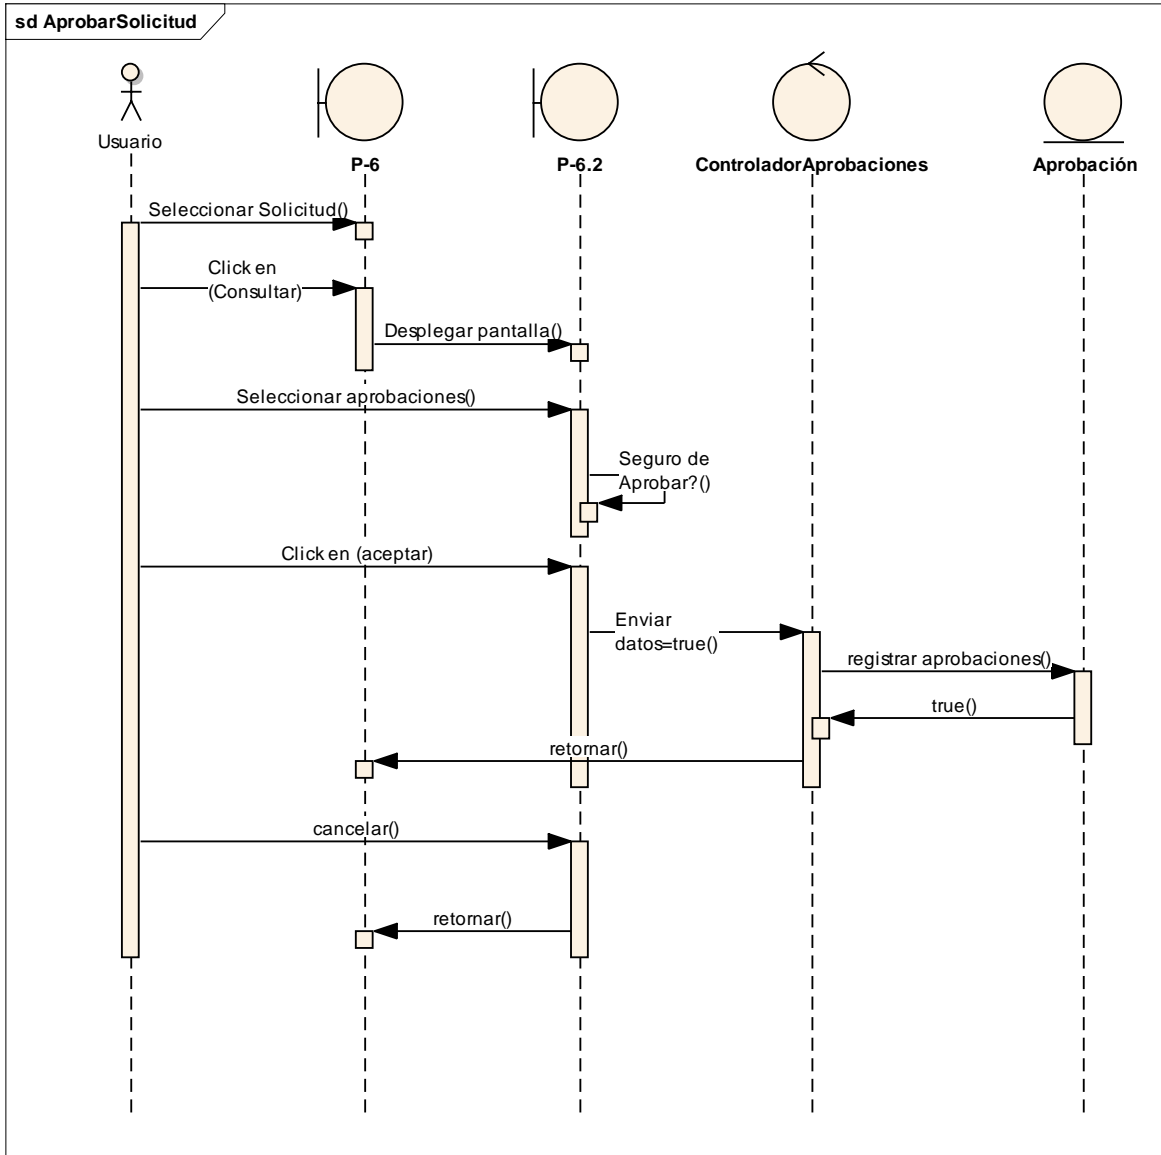 sd AprobarSolicitud
Usuario
P-6
P-6.2
ControladorAprobaciones
Aprobación
Seleccionar Solicitud()
Click en
(Consultar)
Desplegar pantalla()
Seleccionar aprobaciones()
Seguro de
Aprobar?()
Click en (aceptar)
Enviar
datos=true()
registrar aprobaciones()
true()
retornar()
cancelar()
retornar()